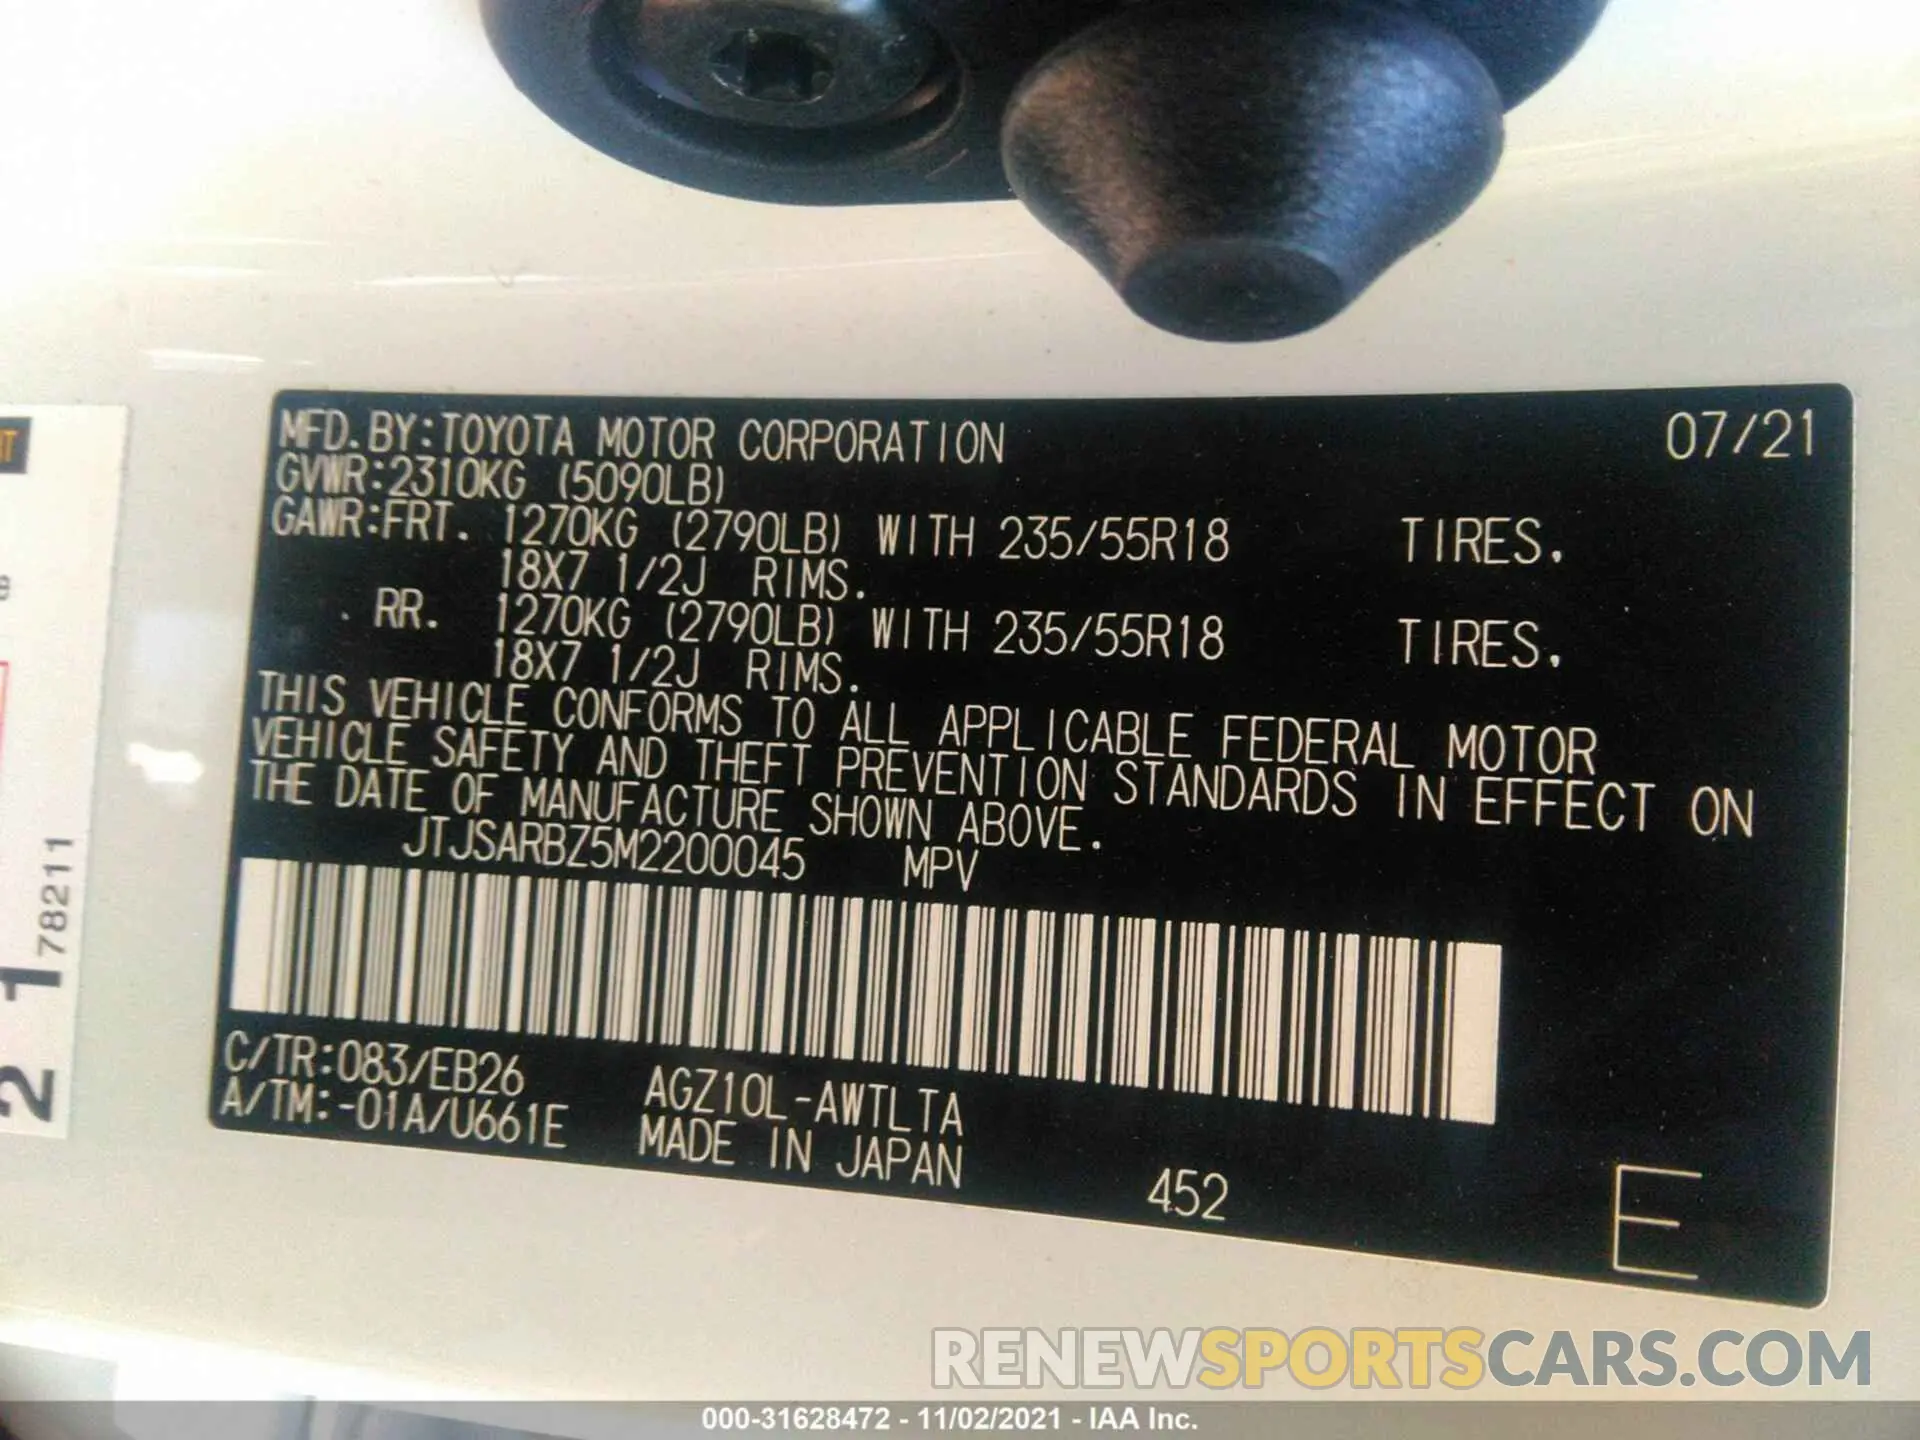 MFD.BY:TOYOTA MOTOR CORPORATION 07/21
GVWR:2310KG (5090LB)
GAWR:FRT. 1270KG (2790LB) WITH 235/55R18 TIRES.
18X7 1/2J RIMS.
RR. 1270KG (2790LB) WITH 235/55R18 TIRES.
18X7 1/2J RIMS.
THIS VEHICLE CONFORMS TO ALL APPLICABLE FEDERAL MOTOR
VEHICLE SAFETY AND THEFT PREVENTION STANDARDS IN EFFECT ON
THE DATE OF MANUFACTURE SHOWN ABOVE.
JTJSARBZ5M2200045 MPV
C/TR:083/EB26 AGZ10L-AWTLTA
A/TM:-01A/U661E MADE IN JAPAN
452 E
78211
2 1
RENEWSPORTSCARS.COM
000-31628472 - 11/02/2021 - IAA Inc.